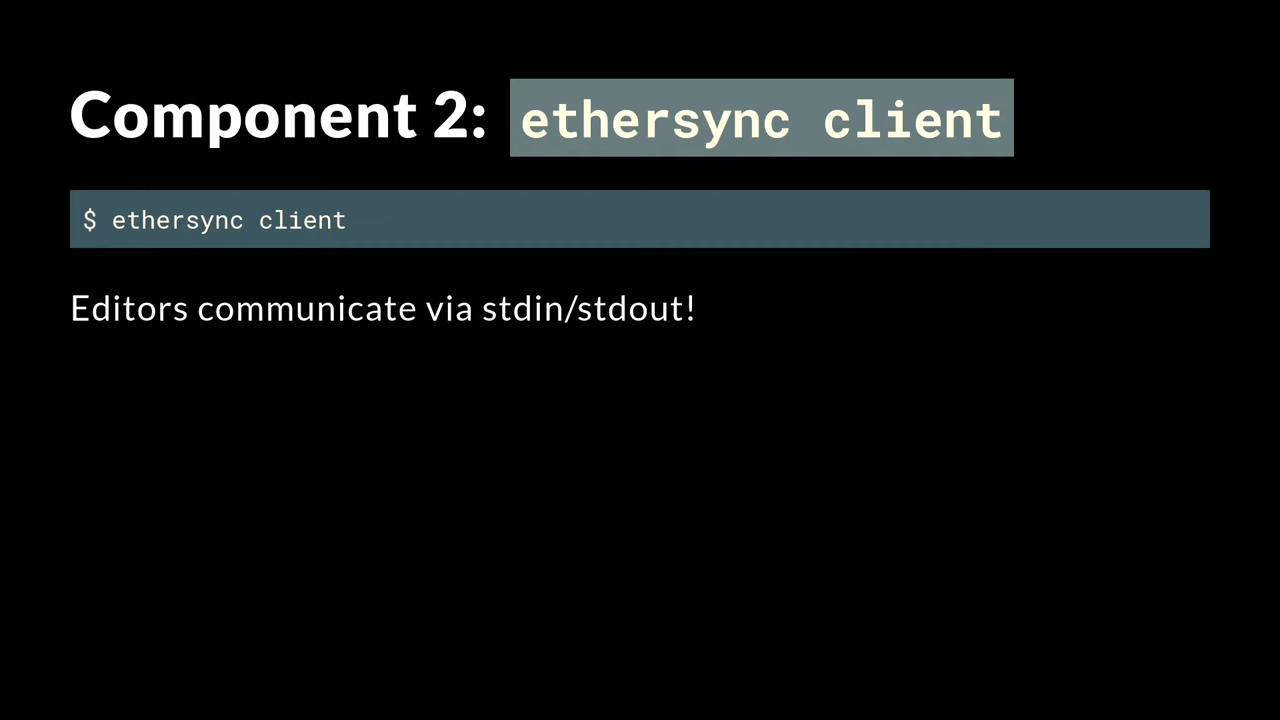 Component 2: ethersync client
$ ethersync client
Editors communicate via stdin/stdout!